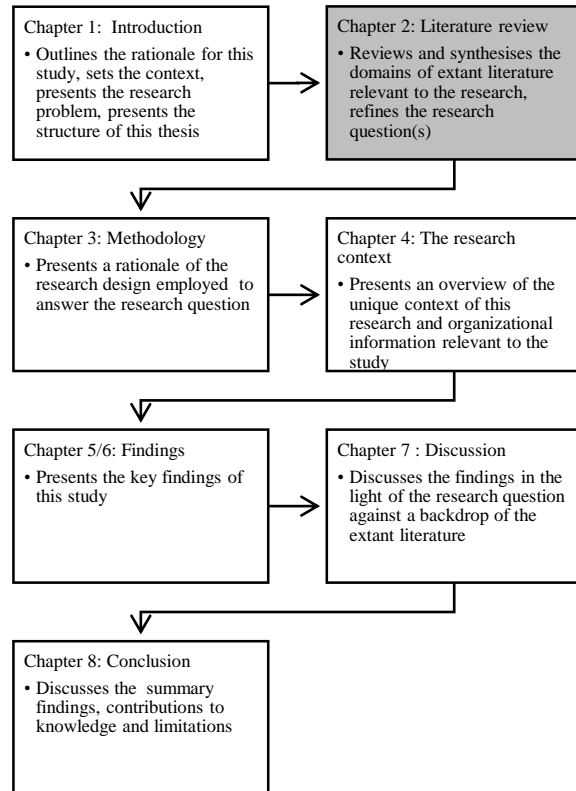 Chapter 1:  Introduction
• Outlines the rationale for this
study, sets the context,
presents the research
problem, presents the
structure of this thesis
Chapter 2: Literature review
• Reviews and synthesises the
domains of extant literature
relevant to the research,
refines the research
question(s)
Chapter 3: Methodology
• Presents a rationale of the
research design employed  to
answer the research question
Chapter 4: The research
context
• Presents an overview of the
unique context of this
research and organizational
information relevant to the
study
Chapter 5/6: Findings
• Presents the key findings of
this study
Chapter 7 : Discussion
• Discusses the findings in the
light of the research question
against a backdrop of the
extant literature
Chapter 8: Conclusion
• Discusses the  summary
findings, contributions to
knowledge and limitations